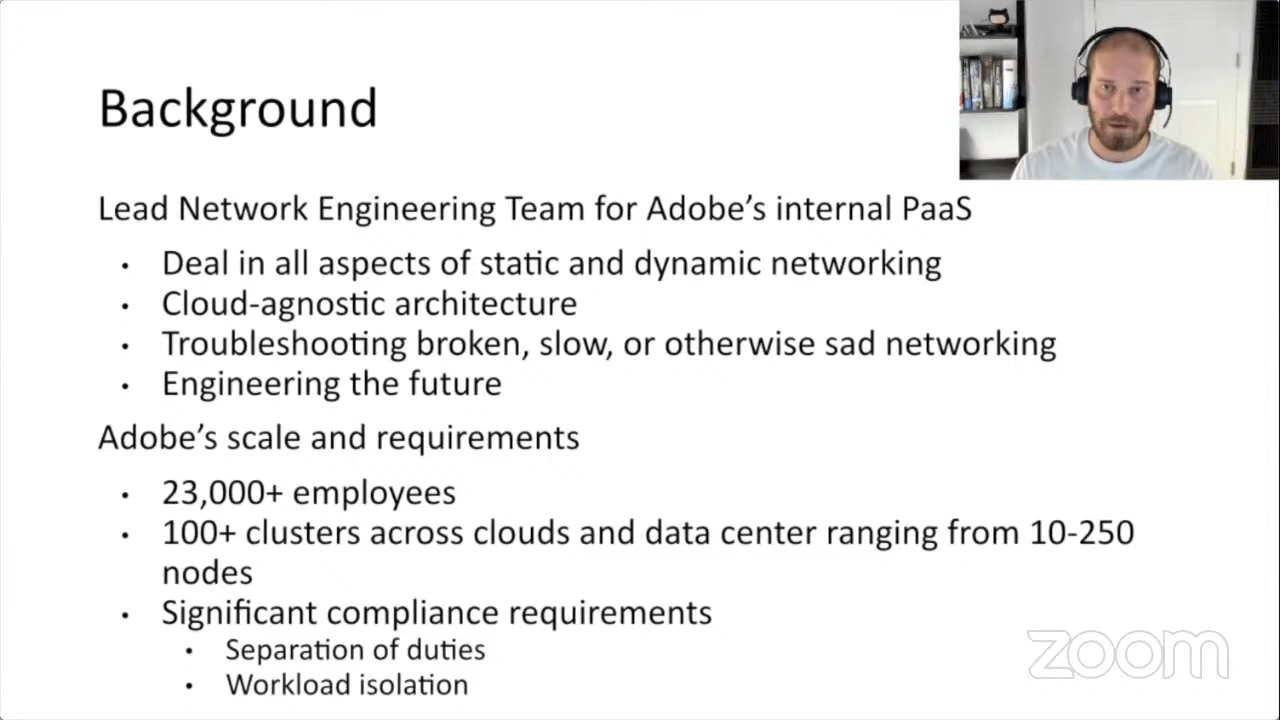 Background
Lead Network Engineering Team for Adobe’s internal PaaS
• Deal in all aspects of static and dynamic networking
• Cloud-agnostic architecture
• Troubleshooting broken, slow, or otherwise sad networking
• Engineering the future
Adobe’s scale and requirements
• 23,000+ employees
• 100+ clusters across clouds and data center ranging from 10-250
nodes
• Significant compliance requirements
• Separation of duties
• Workload isolation
zoom